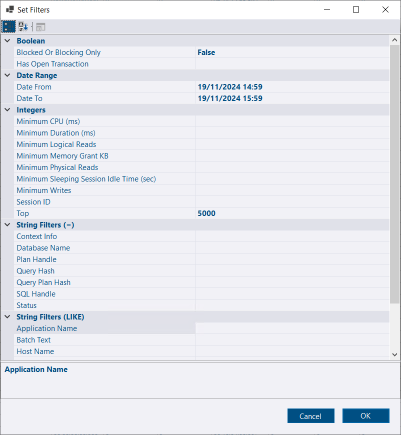 Set Filters
Boolean
Blocked Or Blocking Only False
Has Open Transaction
Date Range
Date From 19/11/2024 14:59
Date To 19/11/2024 15:59
Integers
Minimum CPU (ms)
Minimum Duration (ms)
Minimum Logical Reads
Minimum Memory Grant KB
Minimum Physical Reads
Minimum Sleeping Session Idle Time (sec)
Minimum Writes
Session ID
Top 5000
String Filters (=)
Context Info
Database Name
Plan Handle
Query Hash
Query Plan Hash
SQL Handle
Status
String Filters (LIKE)
Application Name
Batch Text
Host Name
Application Name
Cancel OK